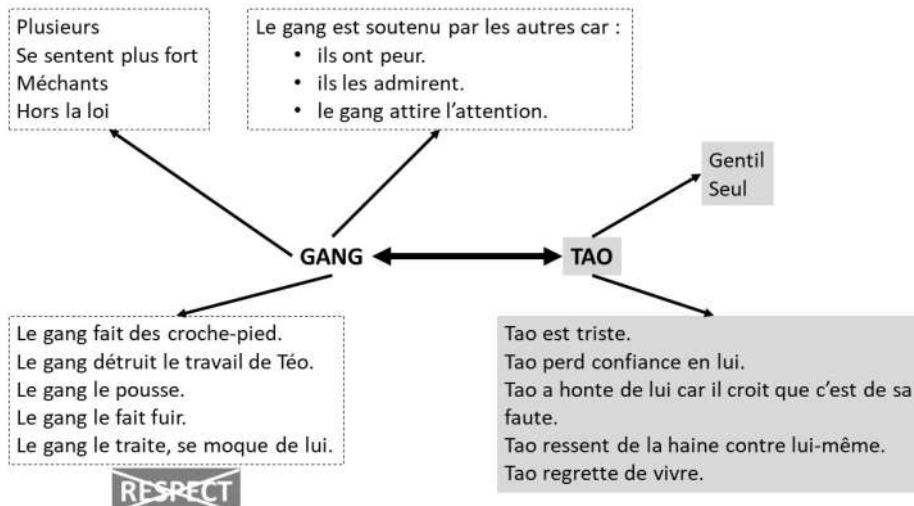 Plusieurs
Se sentent plus fort
Méchants
Hors la loi
Le gang est soutenu par les autres car :
• ils ont peur.
• ils les admirent.
• le gang attire l’attention.
Gentil
Seul
GANG
TAO
Le gang fait des croche-pied.
Le gang détruit le travail de Téo.
Le gang le pousse.
Le gang le fait fuir.
Le gang le traite, se moque de lui.
RESPECT
Tao est triste.
Tao perd confiance en lui.
Tao a honte de lui car il croit que c’est de sa
faute.
Tao ressent de la haine contre lui-même.
Tao regrette de vivre.